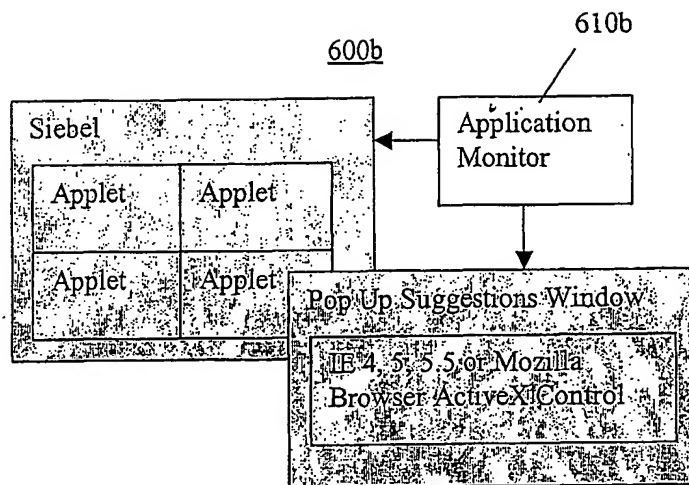 610b
600b
Siebel
Application
Monitor
Applet Applet
Applet Applet
Pop Up Suggestions Window
IE 4, 5, 5.5 or Mozilla
Browser ActiveX Control